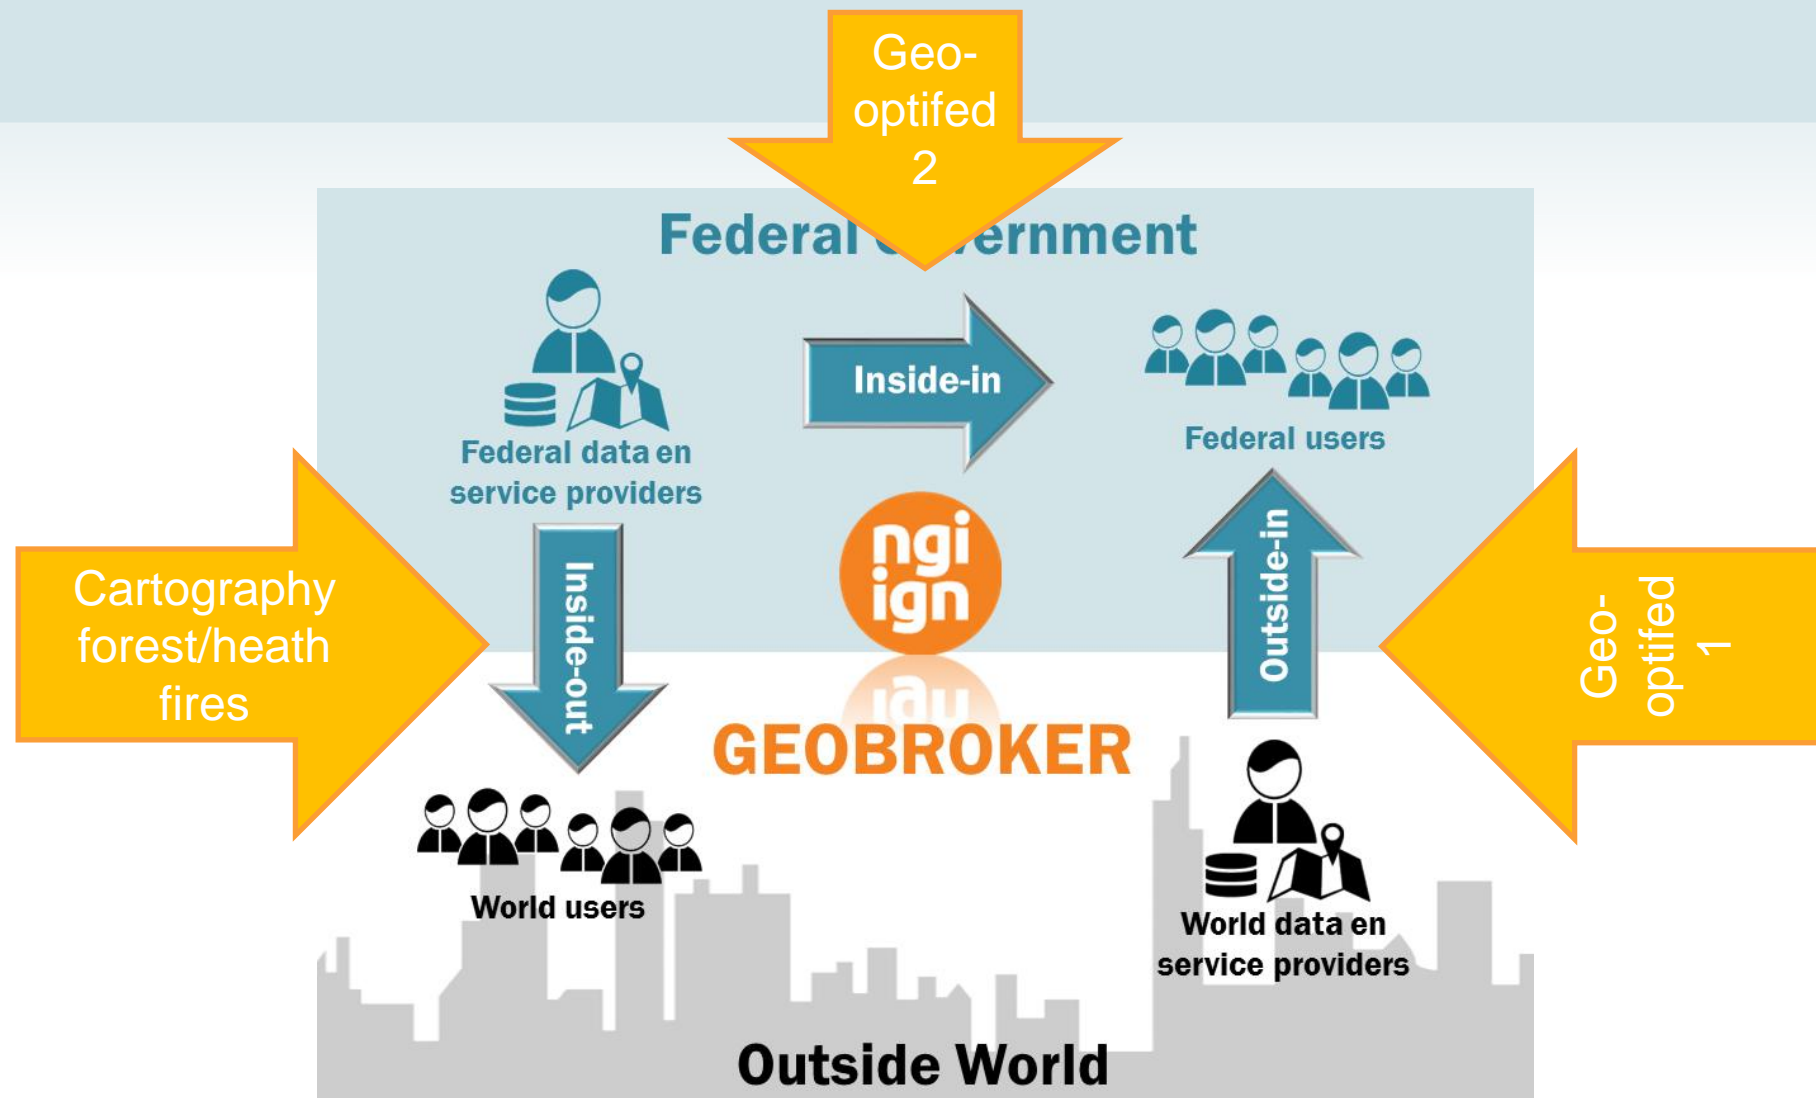 Geo-
optifed
2
Federal ernment
Inside-in
Federal data en
service providers
Federal users
ngi
ign
Cartography
forest/heath
fires
Inside-out
Outside-in
Geo-
optifed
1
GEOBROKER
World users
World data en
service providers
Outside World